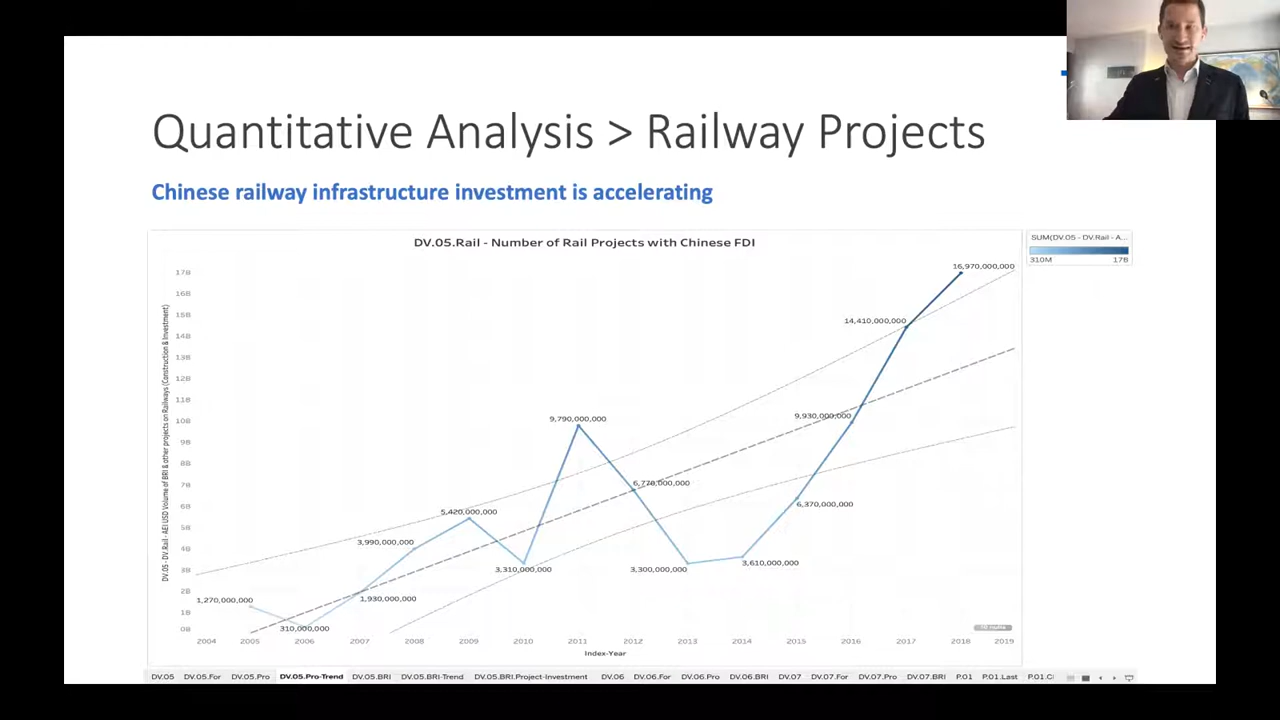 Quantitative Analysis > Railway Projects
Chinese railway infrastructure investment is accelerating
DV.05.Rail - Number of Rail Projects with Chinese FDI
SUM(DV.05 - DV.Rail - A...
310M 17B
DV.05 - DV.Rail - AEI USD Volume of BRI & other projects on Railways (Construction & Investment)
17B
16B
15B
14B
13B
12B
11B
10B
9B
8B
7B
6B
5B
4B
3B
2B
1B
0B
16,970,000,000
14,410,000,000
9,790,000,000
9,930,000,000
6,770,000,000
5,420,000,000
6,370,000,000
3,990,000,000
3,310,000,000
3,300,000,000
3,610,000,000
1,270,000,000
1,930,000,000
310,000,000
2004 2005 2006 2007 2008 2009 2010 2011 2012 2013 2014 2015 2016 2017 2018 2019
Index-Year
DV.05 DV.05.For DV.05.Pro DV.05.Pro-Trend DV.05.BRI DV.05.BRI-Trend DV.05.BRI.Project-Investment DV.06 DV.06.For DV.06.Pro DV.06.BRI DV.07 DV.07.For DV.07.Pro DV.07.BRI P.01 P.01.Last